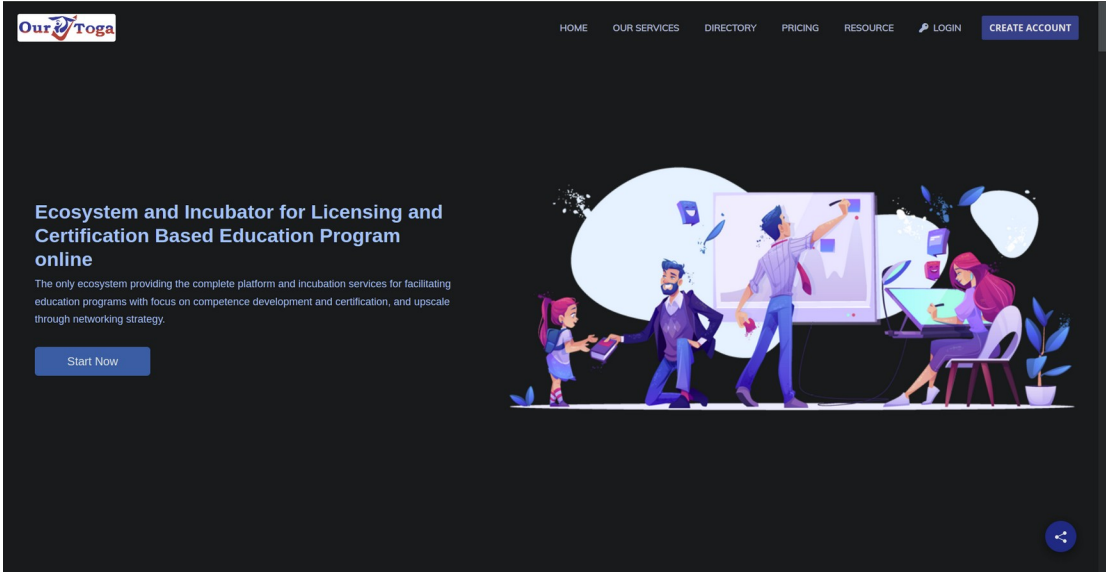 Our Toga
HOME
OUR SERVICES
DIRECTORY
PRICING
RESOURCE
LOGIN
CREATE ACCOUNT
Ecosystem and Incubator for Licensing and
Certification Based Education Program
online
The only ecosystem providing the complete platform and incubation services for facilitating
education programs with focus on competence development and certification, and upscale
through networking strategy.
Start Now